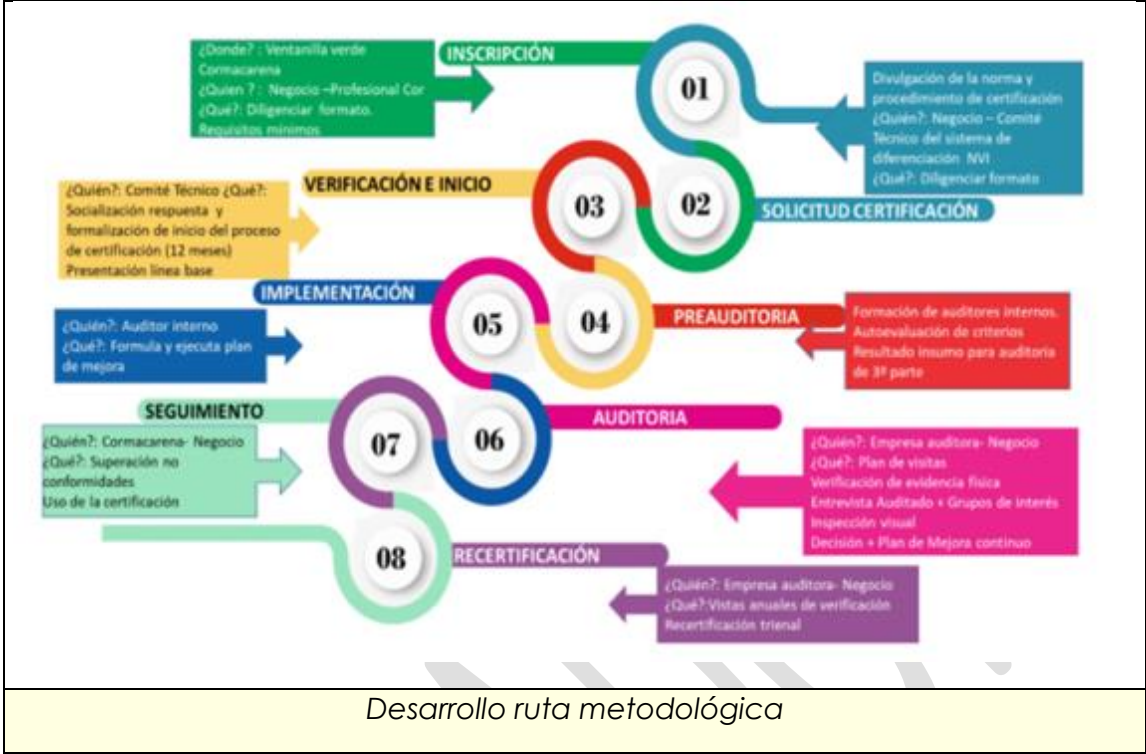 ¿Donde? : Ventanilla verde
Cormacarena
¿Quien ? : Negocio –Profesional Cor
¿Qué?: Diligenciar formato.
Requisitos mínimos
INSCRIPCIÓN
01
Divulgación de la norma y
procedimiento de certificación
¿Quién?: Negocio – Comité
Técnico del sistema de
diferenciación NVI
¿Qué?: Diligenciar formato
02
SOLICITUD CERTIFICACIÓN
¿Quién?: Comité Técnico ¿Qué?:
Socialización respuesta y
formalización de inicio del proceso
de certificación (12 meses)
Presentación línea base
VERIFICACIÓN E INICIO
03
04
PREAUDITORIA
Formación de auditores internos.
Autoevaluación de criterios
Resultado insumo para auditoría
de 3ª parte
IMPLEMENTACIÓN
¿Quién?: Auditor interno
¿Qué?: Formula y ejecuta plan
de mejora
05
06
AUDITORIA
¿Quién?: Empresa auditora- Negocio
¿Qué?: Plan de visitas
Verificación de evidencia física
Entrevista Auditado + Grupos de interés
Inspección visual
Decisión + Plan de Mejora continuo
SEGUIMIENTO
¿Quién?: Cormacarena- Negocio
¿Qué?: Superación no
conformidades
Uso de la certificación
07
08
RECERTIFICACIÓN
¿Quién?: Empresa auditora- Negocio
¿Qué?:Vistas anuales de verificación
Recertificación trienal
Desarrollo ruta metodológica